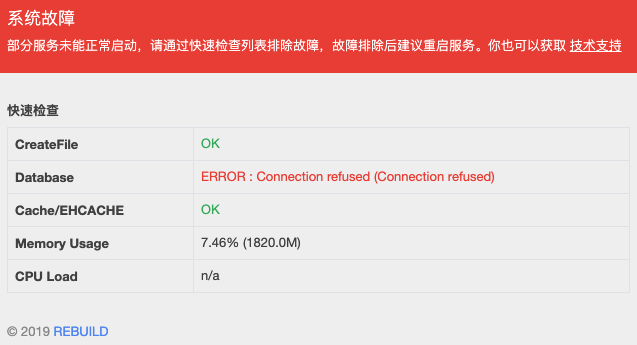 系统故障
部分服务未能正常启动，请通过快速检查列表排除故障，故障排除后建议重启服务。你也可以获取 技术支持
快速检查
CreateFile OK
Database ERROR : Connection refused (Connection refused)
Cache/EHCACHE OK
Memory Usage 7.46% (1820.0M)
CPU Load n/a
© 2019 REBUILD